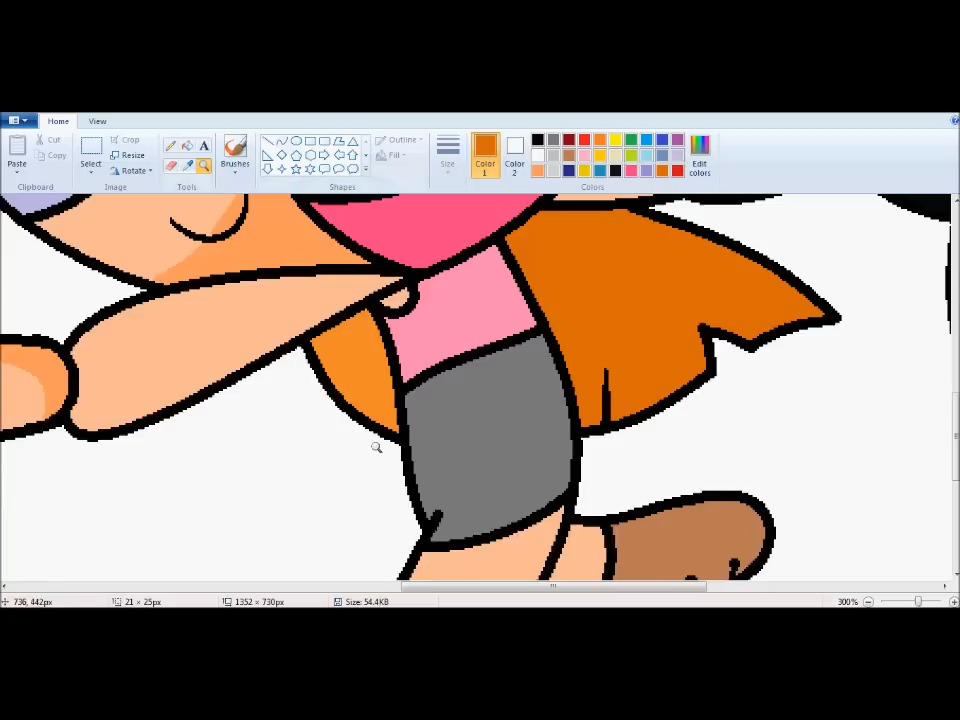 Home View
Paste
Cut
Copy
Clipboard
Select
Crop
Resize
Rotate
Image
A
Tools
Brushes
Shapes
Outline
Fill
Size
Color
1
Color
2
Edit
colors
Colors
736, 442px
21 × 25px
1352 × 730px
Size: 54.4KB
300%